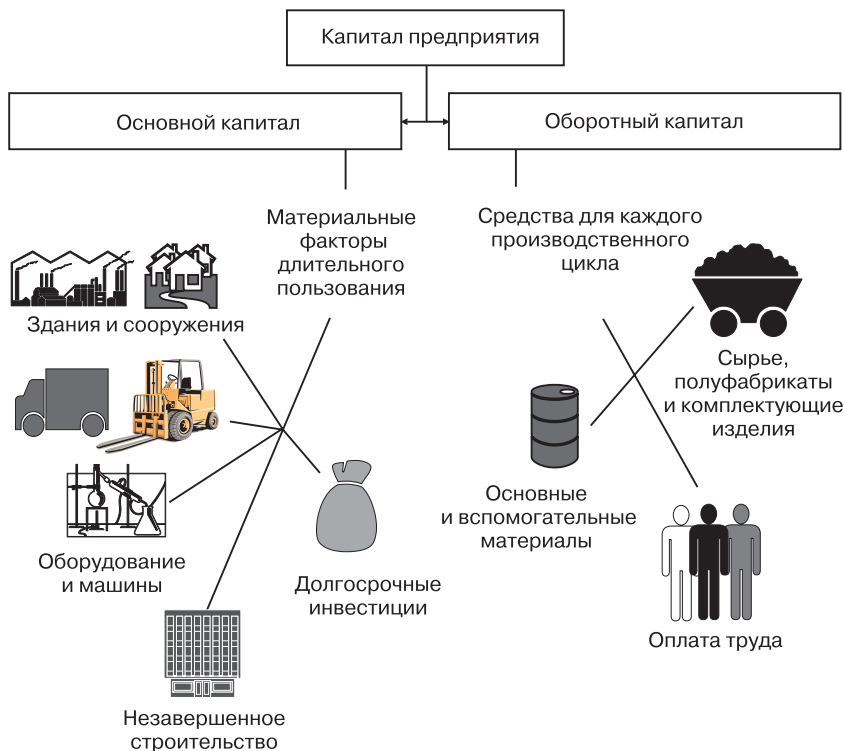 Капитал предприятия
Основной капитал
Оборотный капитал
Материальные
факторы
длительного
пользования
Средства для каждого
производственного
цикла
Здания и сооружения
Сырье,
полуфабрикаты
и комплектующие
изделия
Основные
и вспомогательные
материалы
Оборудование
и машины
Долгосрочные
инвестиции
Оплата труда
Незавершенное
строительство